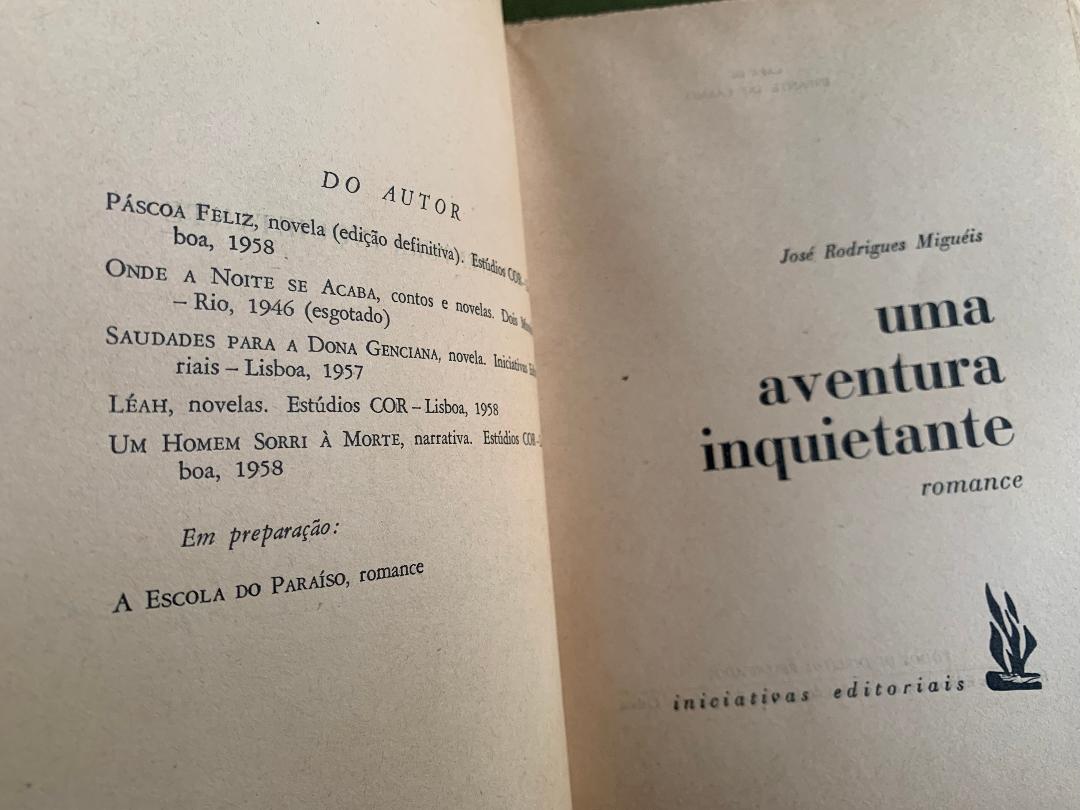 DO AUTOR
PÁSCOA FELIZ, novela (edição definitiva). Estúdios COR –
boa, 1958
ONDE A NOITE SE ACABA, contos e novelas. Dois
– Rio, 1946 (esgotado)
SAUDADES PARA A DONA GENCIANA, novela. Iniciativas
riais – Lisboa, 1957
LÉAH, novelas. Estúdios COR – Lisboa, 1958
UM HOMEM SORRI À MORTE, narrativa. Estúdios COR –
boa, 1958
Em preparação:
A ESCOLA DO PARAÍSO, romance
José Rodrigues Miguéis
uma
aventura
inquietante
romance
iniciativas editoriais